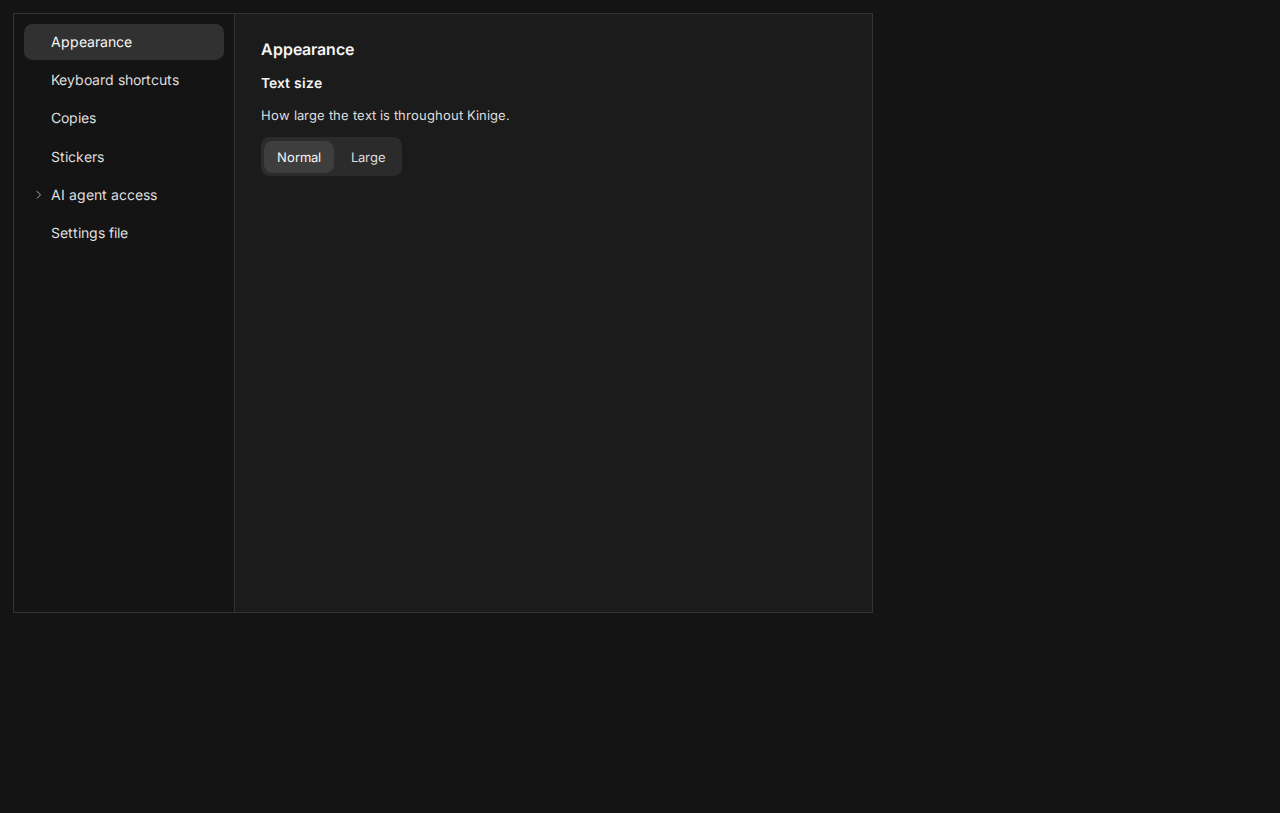 Appearance
Keyboard shortcuts
Copies
Stickers
AI agent access
Settings file
Appearance
Text size
How large the text is throughout Kinige.
Normal Large